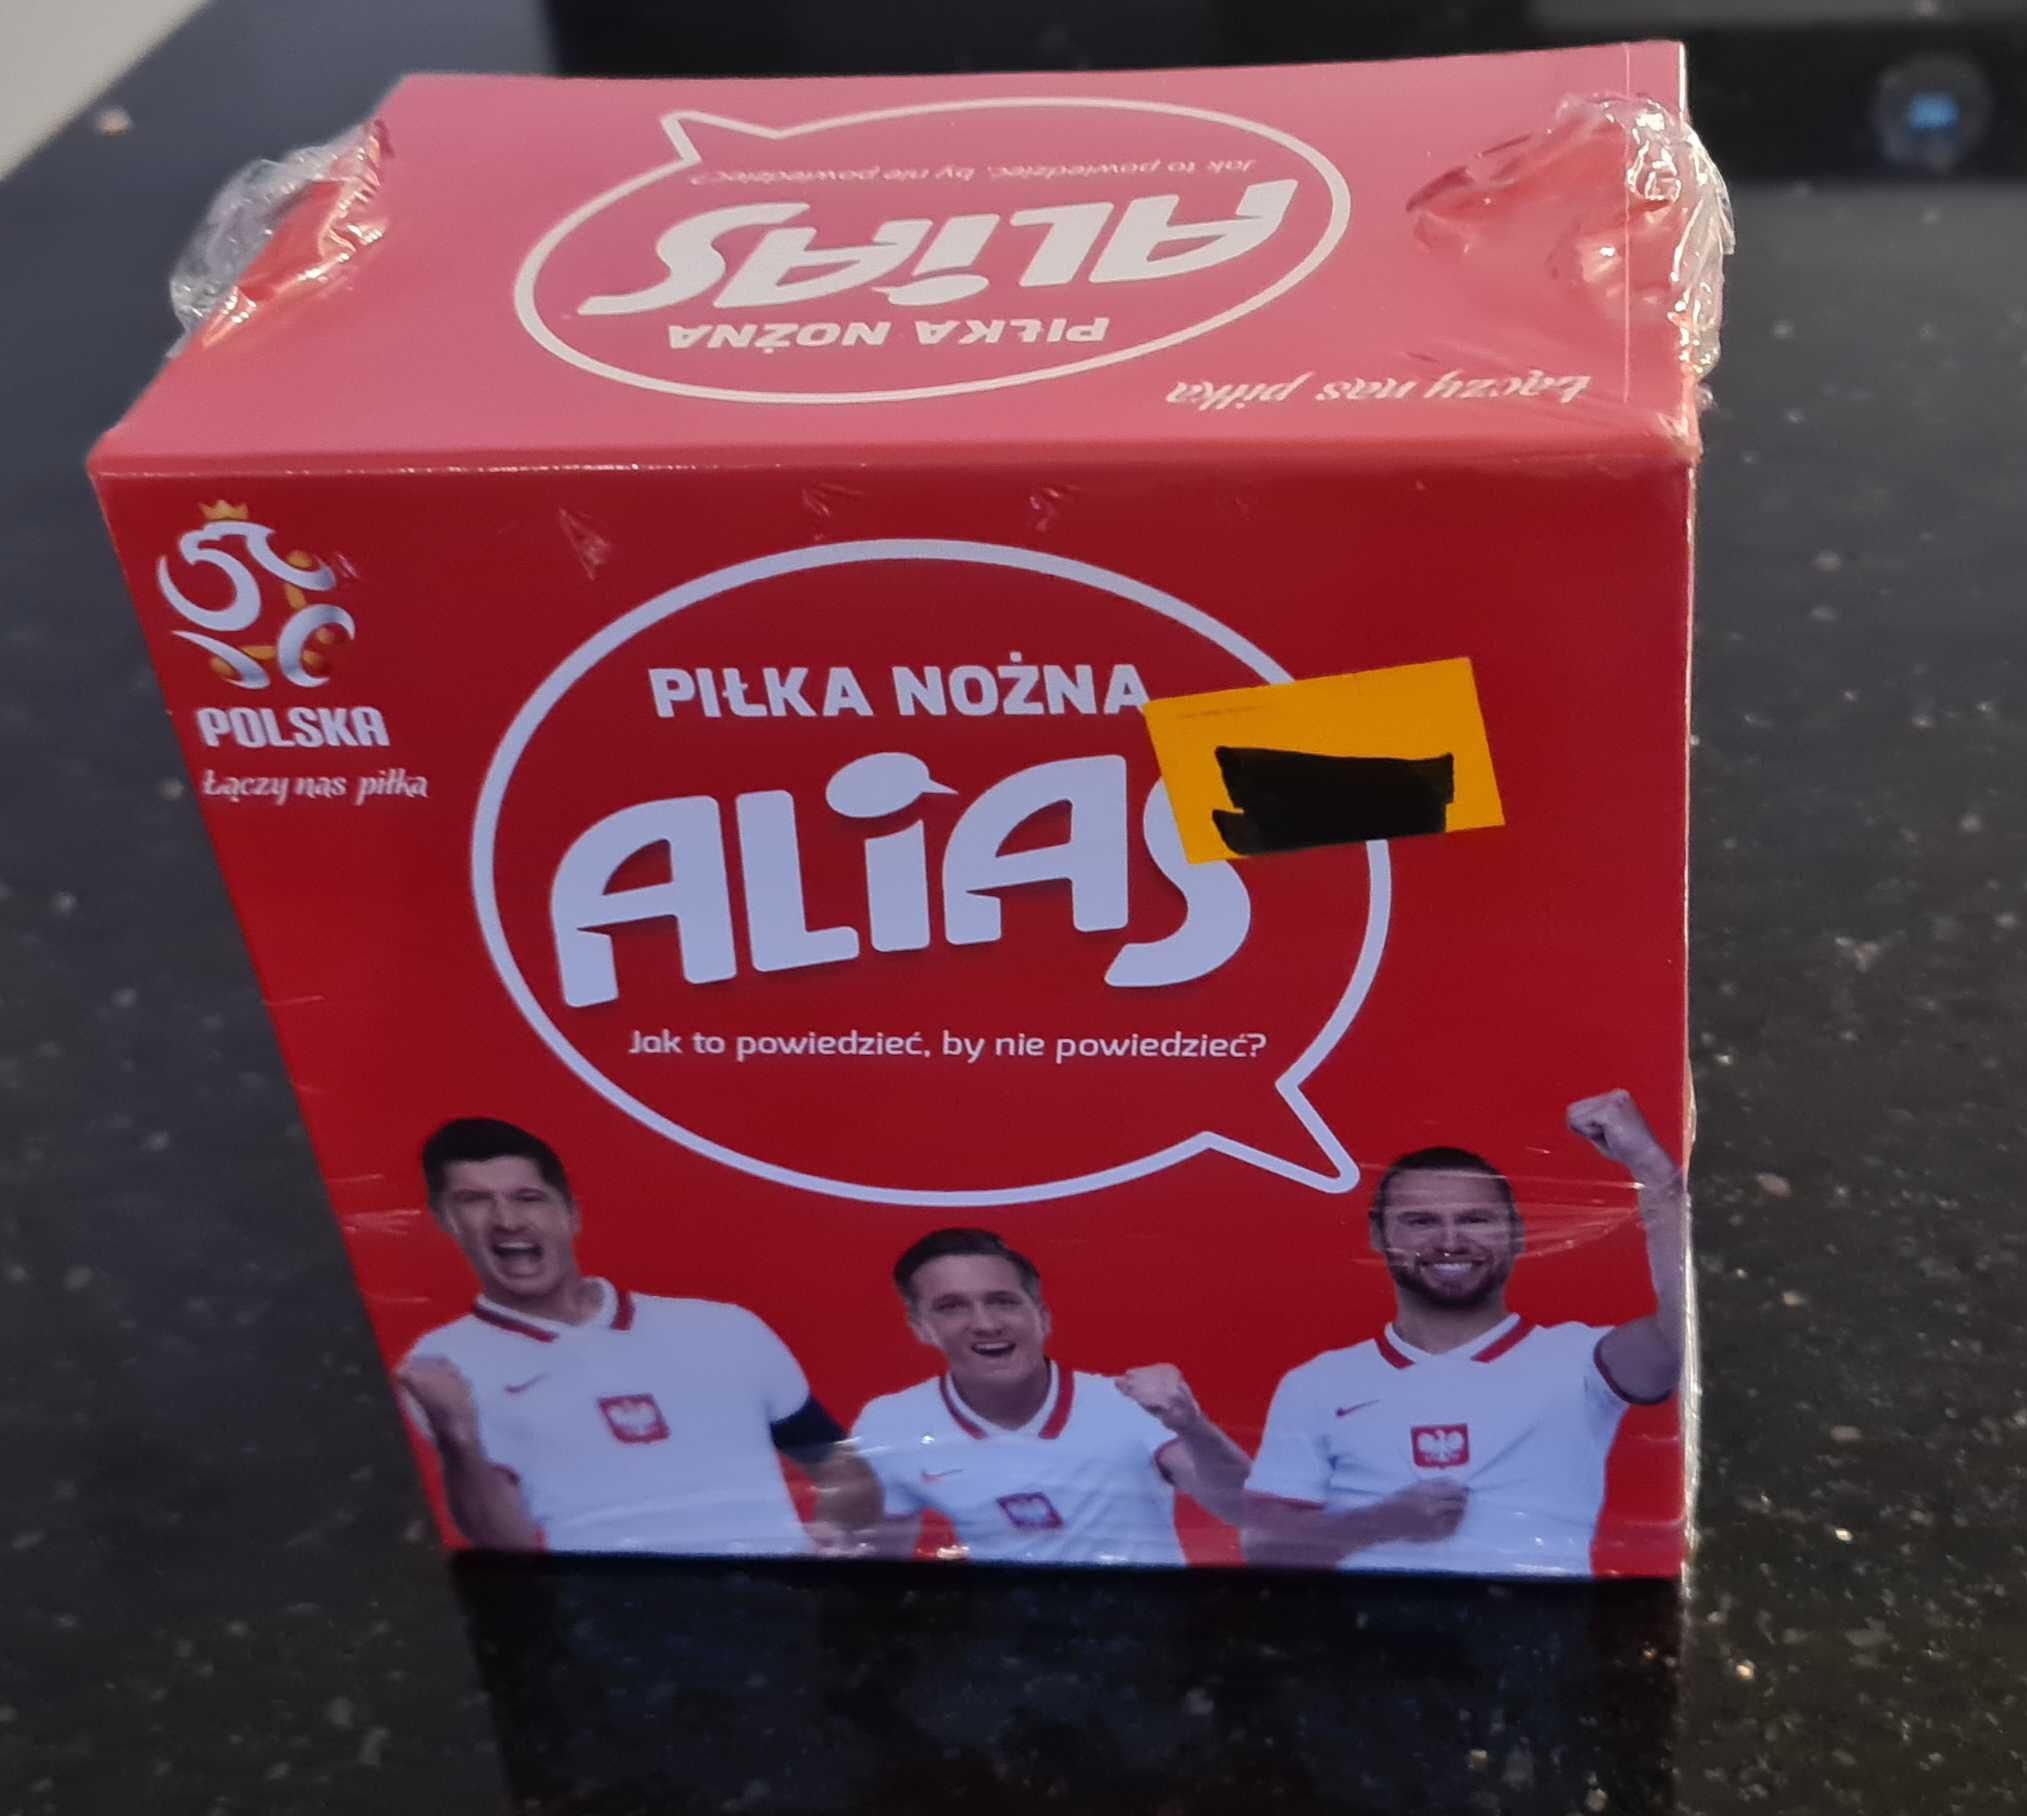 Jak to powiedzieć, by nie powiedzieć?
ALiAS
PIŁKA NOŻNA
Łączy nas piłka
POLSKA
Łączy nas piłka
PIŁKA NOŻNA
ALiAS
Jak to powiedzieć, by nie powiedzieć?